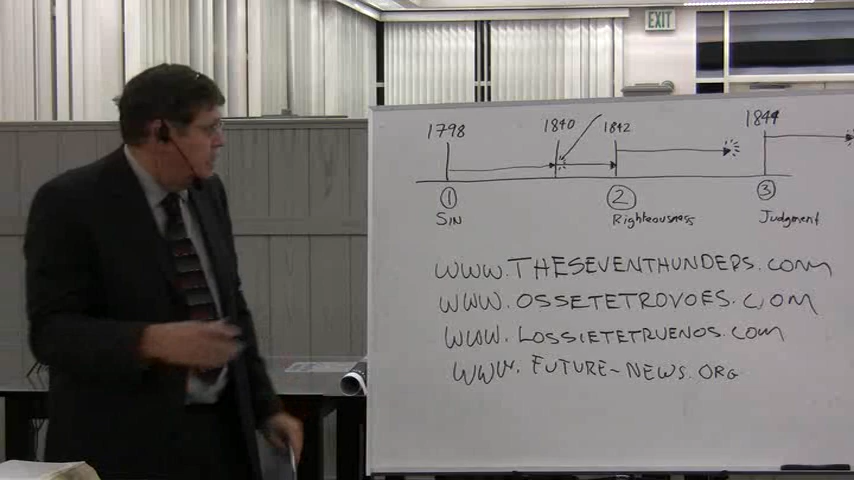 EXIT
1798 1840 1842 1844
1 2 3
SIN Righteousness Judgment
WWW.THESEVENTHUNDERS.COM
WWW.OSSETETROVOES.COM
WWW.LOSSIETETRUENOS.COM
WWW.FUTURE-NEWS.ORG